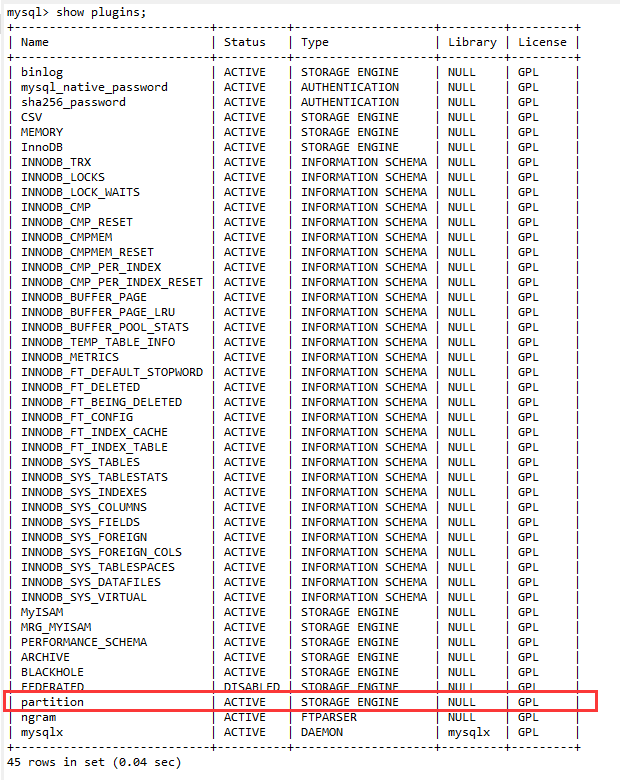 mysql> show plugins;
+----------------------------+----------+--------------------+---------+---------+
| Name | Status | Type | Library | License |
+----------------------------+----------+--------------------+---------+---------+
| binlog | ACTIVE | STORAGE ENGINE | NULL | GPL |
| mysql_native_password | ACTIVE | AUTHENTICATION | NULL | GPL |
| sha256_password | ACTIVE | AUTHENTICATION | NULL | GPL |
| CSV | ACTIVE | STORAGE ENGINE | NULL | GPL |
| MEMORY | ACTIVE | STORAGE ENGINE | NULL | GPL |
| InnoDB | ACTIVE | STORAGE ENGINE | NULL | GPL |
| INNODB_TRX | ACTIVE | INFORMATION SCHEMA | NULL | GPL |
| INNODB_LOCKS | ACTIVE | INFORMATION SCHEMA | NULL | GPL |
| INNODB_LOCK_WAITS | ACTIVE | INFORMATION SCHEMA | NULL | GPL |
| INNODB_CMP | ACTIVE | INFORMATION SCHEMA | NULL | GPL |
| INNODB_CMP_RESET | ACTIVE | INFORMATION SCHEMA | NULL | GPL |
| INNODB_CMPMEM | ACTIVE | INFORMATION SCHEMA | NULL | GPL |
| INNODB_CMPMEM_RESET | ACTIVE | INFORMATION SCHEMA | NULL | GPL |
| INNODB_CMP_PER_INDEX | ACTIVE | INFORMATION SCHEMA | NULL | GPL |
| INNODB_CMP_PER_INDEX_RESET | ACTIVE | INFORMATION SCHEMA | NULL | GPL |
| INNODB_BUFFER_PAGE | ACTIVE | INFORMATION SCHEMA | NULL | GPL |
| INNODB_BUFFER_PAGE_LRU | ACTIVE | INFORMATION SCHEMA | NULL | GPL |
| INNODB_BUFFER_POOL_STATS | ACTIVE | INFORMATION SCHEMA | NULL | GPL |
| INNODB_TEMP_TABLE_INFO | ACTIVE | INFORMATION SCHEMA | NULL | GPL |
| INNODB_METRICS | ACTIVE | INFORMATION SCHEMA | NULL | GPL |
| INNODB_FT_DEFAULT_STOPWORD | ACTIVE | INFORMATION SCHEMA | NULL | GPL |
| INNODB_FT_DELETED | ACTIVE | INFORMATION SCHEMA | NULL | GPL |
| INNODB_FT_BEING_DELETED | ACTIVE | INFORMATION SCHEMA | NULL | GPL |
| INNODB_FT_CONFIG | ACTIVE | INFORMATION SCHEMA | NULL | GPL |
| INNODB_FT_INDEX_CACHE | ACTIVE | INFORMATION SCHEMA | NULL | GPL |
| INNODB_FT_INDEX_TABLE | ACTIVE | INFORMATION SCHEMA | NULL | GPL |
| INNODB_SYS_TABLES | ACTIVE | INFORMATION SCHEMA | NULL | GPL |
| INNODB_SYS_TABLESTATS | ACTIVE | INFORMATION SCHEMA | NULL | GPL |
| INNODB_SYS_INDEXES | ACTIVE | INFORMATION SCHEMA | NULL | GPL |
| INNODB_SYS_COLUMNS | ACTIVE | INFORMATION SCHEMA | NULL | GPL |
| INNODB_SYS_FIELDS | ACTIVE | INFORMATION SCHEMA | NULL | GPL |
| INNODB_SYS_FOREIGN | ACTIVE | INFORMATION SCHEMA | NULL | GPL |
| INNODB_SYS_FOREIGN_COLS | ACTIVE | INFORMATION SCHEMA | NULL | GPL |
| INNODB_SYS_TABLESPACES | ACTIVE | INFORMATION SCHEMA | NULL | GPL |
| INNODB_SYS_DATAFILES | ACTIVE | INFORMATION SCHEMA | NULL | GPL |
| INNODB_SYS_VIRTUAL | ACTIVE | INFORMATION SCHEMA | NULL | GPL |
| MyISAM | ACTIVE | STORAGE ENGINE | NULL | GPL |
| MRG_MYISAM | ACTIVE | STORAGE ENGINE | NULL | GPL |
| PERFORMANCE_SCHEMA | ACTIVE | STORAGE ENGINE | NULL | GPL |
| ARCHIVE | ACTIVE | STORAGE ENGINE | NULL | GPL |
| BLACKHOLE | ACTIVE | STORAGE ENGINE | NULL | GPL |
| FEDERATED | DISABLED | STORAGE ENGINE | NULL | GPL |
| partition | ACTIVE | STORAGE ENGINE | NULL | GPL |
| ngram | ACTIVE | FTPARSER | NULL | GPL |
| mysqlx | ACTIVE | DAEMON | mysqlx | GPL |
+----------------------------+----------+--------------------+---------+---------+
45 rows in set (0.04 sec)